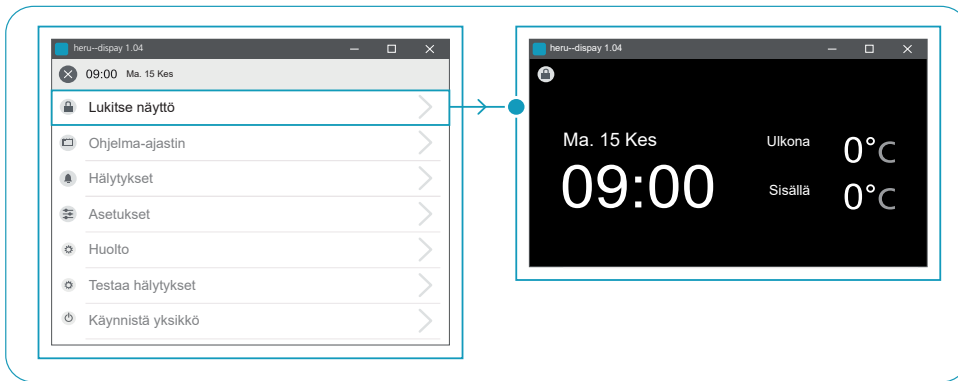 heru--dispay 1.04
09:00 Ma. 15 Kes
Lukitse näyttö
Ohjelma-ajastin
Hälytykset
Asetukset
Huolto
Testaa hälytykset
Käynnistä yksikkö
heru--dispay 1.04
Ma. 15 Kes
09:00
Ulkona 0°C
Sisällä 0°C